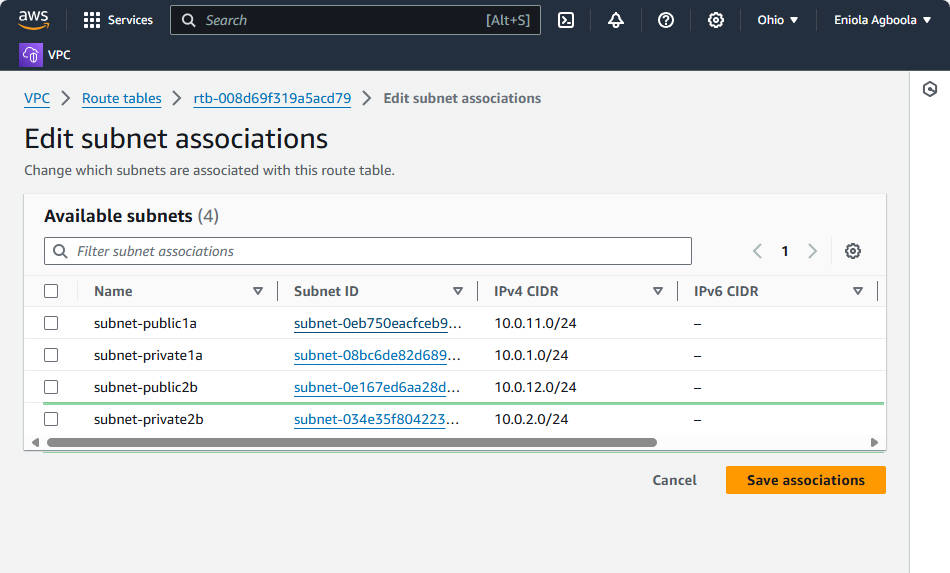 aws Services Search [Alt+S] Ohio Eniola Agboola
VPC
VPC Route tables rtb-008d69f319a5acd79 Edit subnet associations
Edit subnet associations
Change which subnets are associated with this route table.
Available subnets (4)
Filter subnet associations 1
Name Subnet ID IPv4 CIDR IPv6 CIDR
subnet-public1a subnet-0eb750eacfceb9... 10.0.11.0/24 –
subnet-private1a subnet-08bc6de82d689... 10.0.1.0/24 –
subnet-public2b subnet-0e167ed6aa28d... 10.0.12.0/24 –
subnet-private2b subnet-034e35f804223... 10.0.2.0/24 –
Cancel Save associations